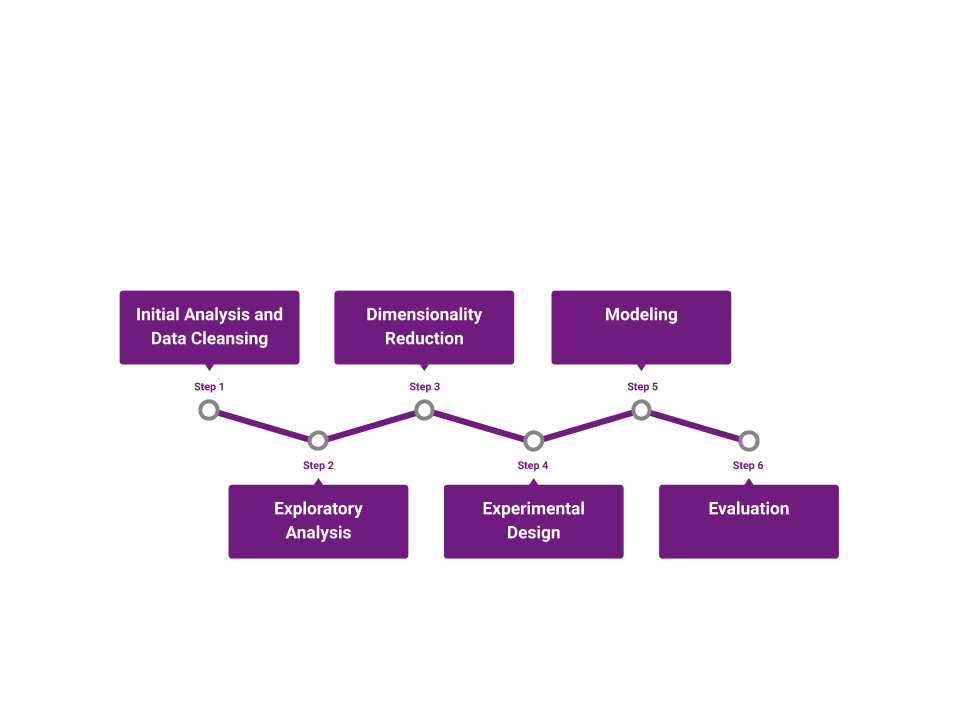 Initial Analysis and
Data Cleansing
Step 1
Step 2
Exploratory
Analysis
Dimensionality
Reduction
Step 3
Step 4
Experimental
Design
Modeling
Step 5
Step 6
Evaluation